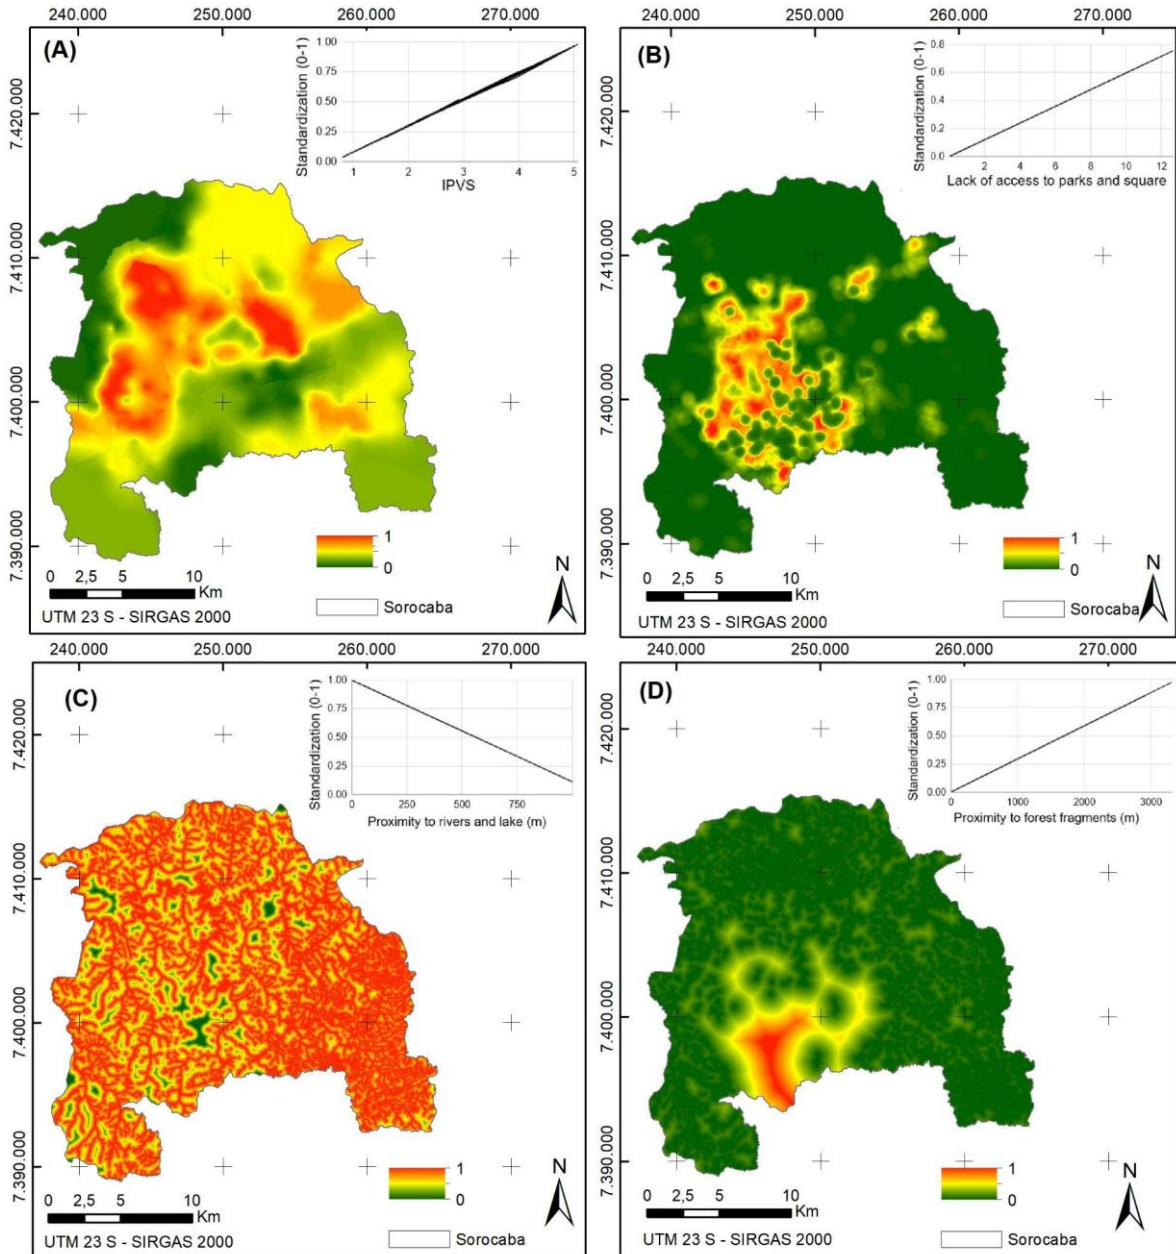 240.000 250.000 260.000 270.000 240.000 250.000 260.000 270.000
(A)
Standardization (0-1)
1.00
0.75
0.50
0.25
0.00
1 2 3 4 5
IPVS
7.420.000
7.410.000
7.400.000
7.390.000
1
0
0 2,5 5 10
Km
UTM 23 S - SIRGAS 2000
Sorocaba
N
(B)
Standardization (0-1)
0.8
0.6
0.4
0.2
0.0
2 4 6 8 10 12
Lack of access to parks and square
7.420.000
7.410.000
7.400.000
7.390.000
1
0
0 2,5 5 10
Km
UTM 23 S - SIRGAS 2000
Sorocaba
N
240.000 250.000 260.000 270.000 240.000 250.000 260.000 270.000
(C)
Standardization (0-1)
1.00
0.75
0.50
0.25
0.00
0 250 500 750
Proximity to rivers and lake (m)
7.420.000
7.410.000
7.400.000
7.390.000
1
0
0 2,5 5 10
Km
UTM 23 S - SIRGAS 2000
Sorocaba
N
(D)
Standardization (0-1)
1.00
0.75
0.50
0.25
0.00
0 1000 2000 3000
Proximity to forest fragments (m)
7.420.000
7.410.000
7.400.000
7.390.000
1
0
0 2,5 5 10
Km
UTM 23 S - SIRGAS 2000
Sorocaba
N